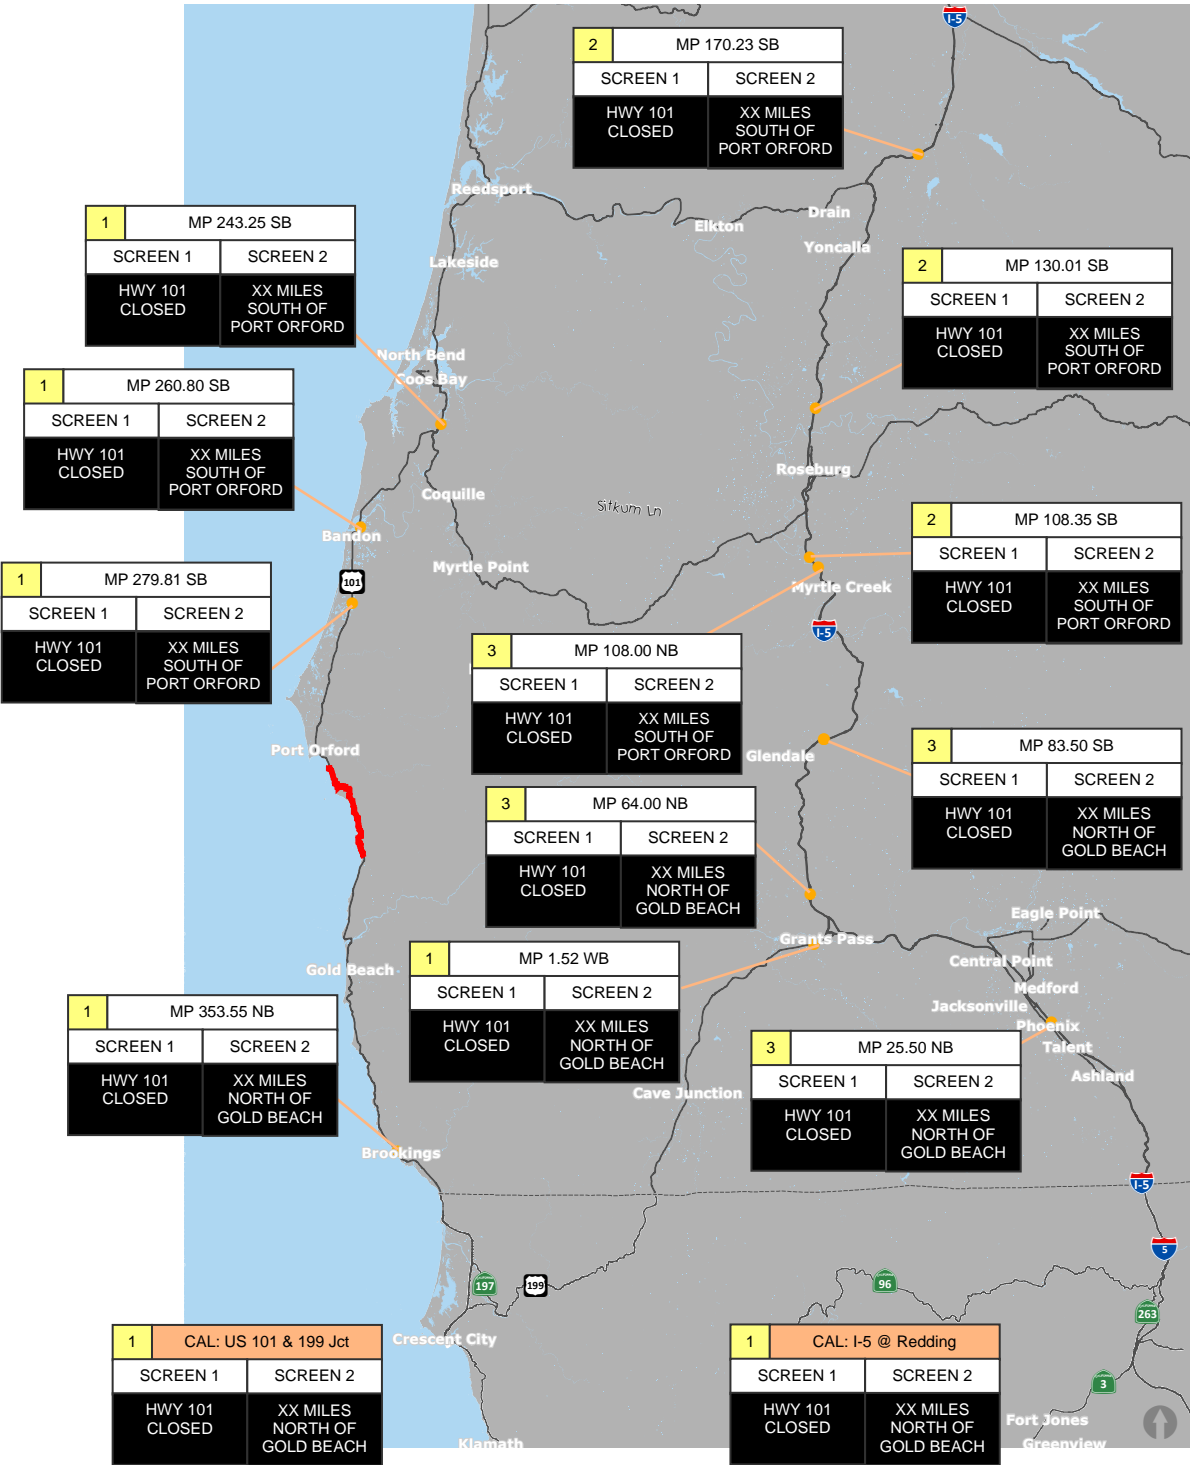 I-5
2 MP 170.23 SB
SCREEN 1 SCREEN 2
HWY 101
CLOSED
XX MILES
SOUTH OF
PORT ORFORD
Reedsport
Drain
Elkton
Yoncalla
1 MP 243.25 SB
SCREEN 1 SCREEN 2
HWY 101
CLOSED
XX MILES
SOUTH OF
PORT ORFORD
Lakeside
2 MP 130.01 SB
SCREEN 1 SCREEN 2
HWY 101
CLOSED
XX MILES
SOUTH OF
PORT ORFORD
North Bend
Coos Bay
1 MP 260.80 SB
SCREEN 1 SCREEN 2
HWY 101
CLOSED
XX MILES
SOUTH OF
PORT ORFORD
Roseburg
Coquille
Sitkum Ln
Bandon
2 MP 108.35 SB
SCREEN 1 SCREEN 2
HWY 101
CLOSED
XX MILES
SOUTH OF
PORT ORFORD
Myrtle Point
101
Myrtle Creek
1 MP 279.81 SB
SCREEN 1 SCREEN 2
HWY 101
CLOSED
XX MILES
SOUTH OF
PORT ORFORD
I-5
3 MP 108.00 NB
SCREEN 1 SCREEN 2
HWY 101
CLOSED
XX MILES
SOUTH OF
PORT ORFORD
Port Orford
Glendale
3 MP 83.50 SB
SCREEN 1 SCREEN 2
HWY 101
CLOSED
XX MILES
NORTH OF
GOLD BEACH
3 MP 64.00 NB
SCREEN 1 SCREEN 2
HWY 101
CLOSED
XX MILES
NORTH OF
GOLD BEACH
Eagle Point
Grants Pass
Central Point
Gold Beach
1 MP 1.52 WB
SCREEN 1 SCREEN 2
HWY 101
CLOSED
XX MILES
NORTH OF
GOLD BEACH
Medford
Jacksonville
Phoenix
Talent
Ashland
1 MP 353.55 NB
SCREEN 1 SCREEN 2
HWY 101
CLOSED
XX MILES
NORTH OF
GOLD BEACH
3 MP 25.50 NB
SCREEN 1 SCREEN 2
HWY 101
CLOSED
XX MILES
NORTH OF
GOLD BEACH
Cave Junction
Brookings
I-5
5
197
199
96
263
1 CAL: US 101 & 199 Jct
SCREEN 1 SCREEN 2
HWY 101
CLOSED
XX MILES
NORTH OF
GOLD BEACH
Crescent City
1 CAL: I-5 @ Redding
SCREEN 1 SCREEN 2
HWY 101
CLOSED
XX MILES
NORTH OF
GOLD BEACH
3
Fort Jones
Klamath
Greenview